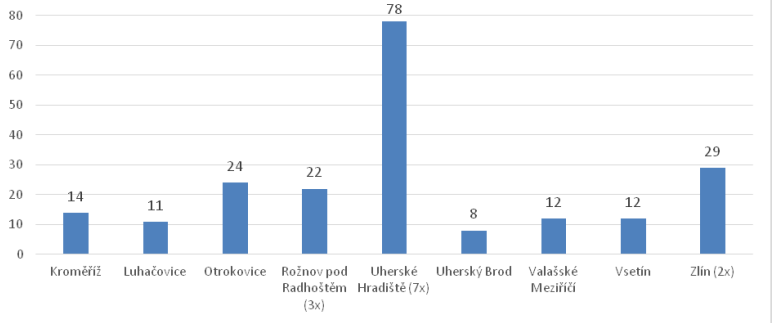 80
70
60
50
40
30
20
10
0
14
11
24
22
78
8
12
12
29
Kroměříž
Luhačovice
Otrokovice
Rožnov pod
Radhoštěm
(3x)
Uherské
Hradiště (7x)
Uherský Brod
Valašské
Meziříčí
Vsetín
Zlín (2x)